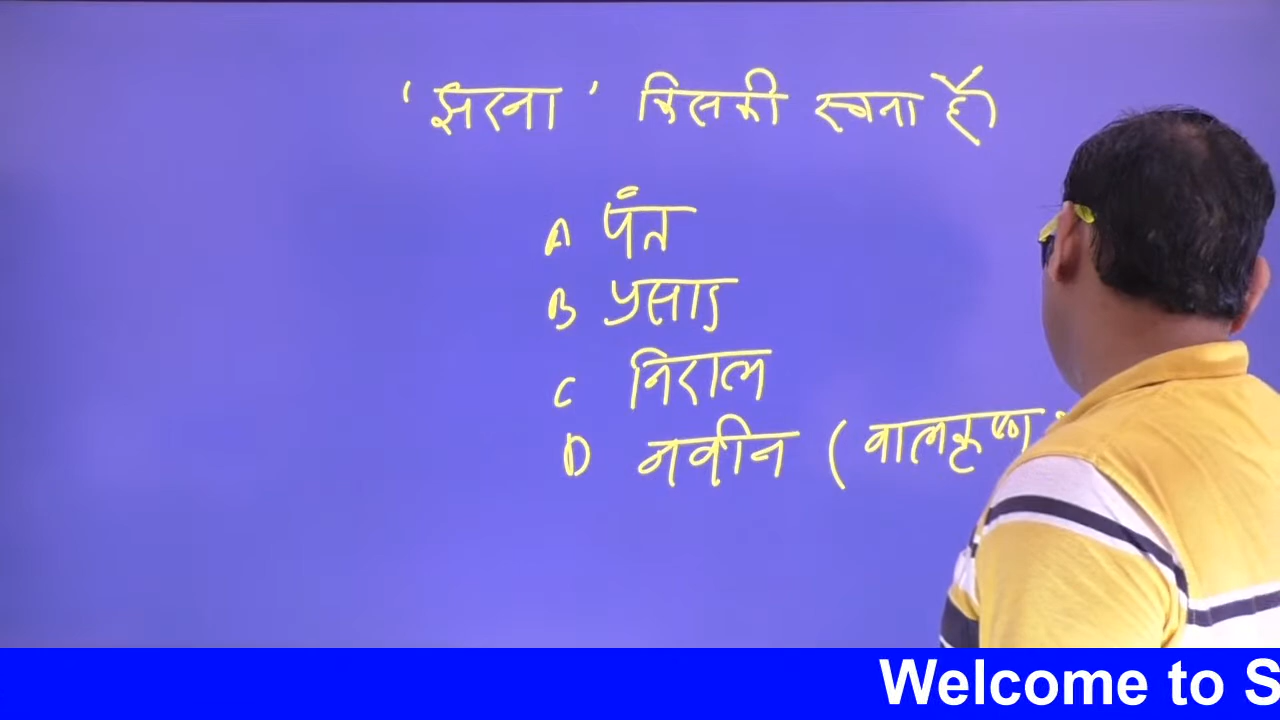 'झरना' किसकी रचना है
A पंत
B प्रसाद
C निराला
D नवीन (बालकृष्ण
Welcome to S